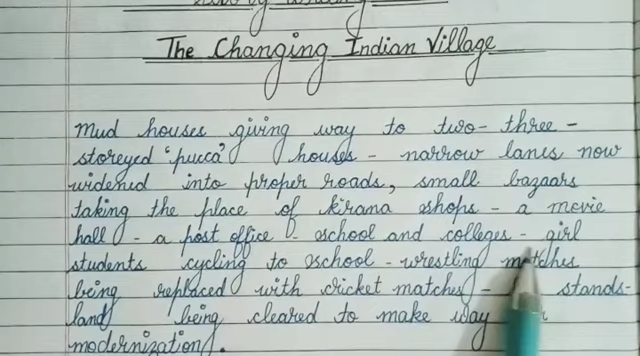 The Changing Indian Village
Mud houses giving way to two- three-
storeyed 'pucca' houses - narrow lanes now
widened into proper roads, small bazaars
taking the place of kirana shops - a movie
hall - a post office - school and colleges - girl
students cycling to school - wrestling matches
being replaced with cricket matches - stands-
land being cleared to make way
modernization.